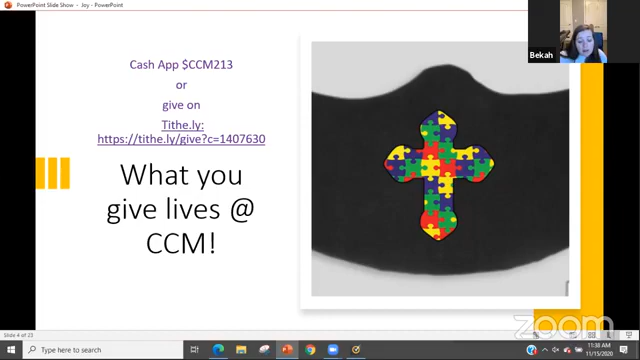 PowerPoint Slide Show - Joy - PowerPoint
Cash App $CCM213
or
give on
Tithe.ly:
https://tithe.ly/give?c=1407630
What you
give lives @
CCM!
Bekah
Slide 4 of 23
zoom
Type here to search
11:38 AM
11/15/2020